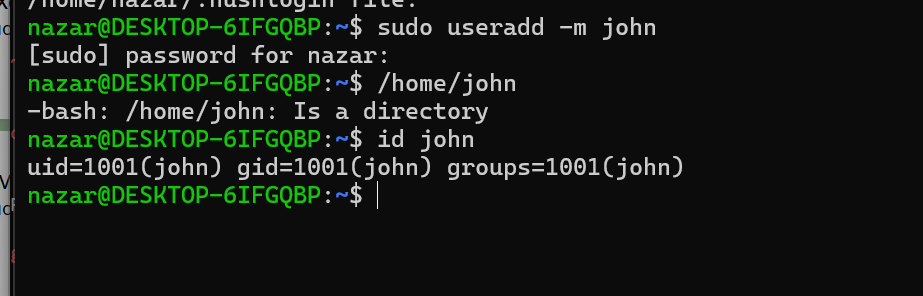 /home/nazar/.hushlogin file.
nazar@DESKTOP-6IFGQBP:~$ sudo useradd -m john
[sudo] password for nazar:
nazar@DESKTOP-6IFGQBP:~$ /home/john
-bash: /home/john: Is a directory
nazar@DESKTOP-6IFGQBP:~$ id john
uid=1001(john) gid=1001(john) groups=1001(john)
nazar@DESKTOP-6IFGQBP:~$